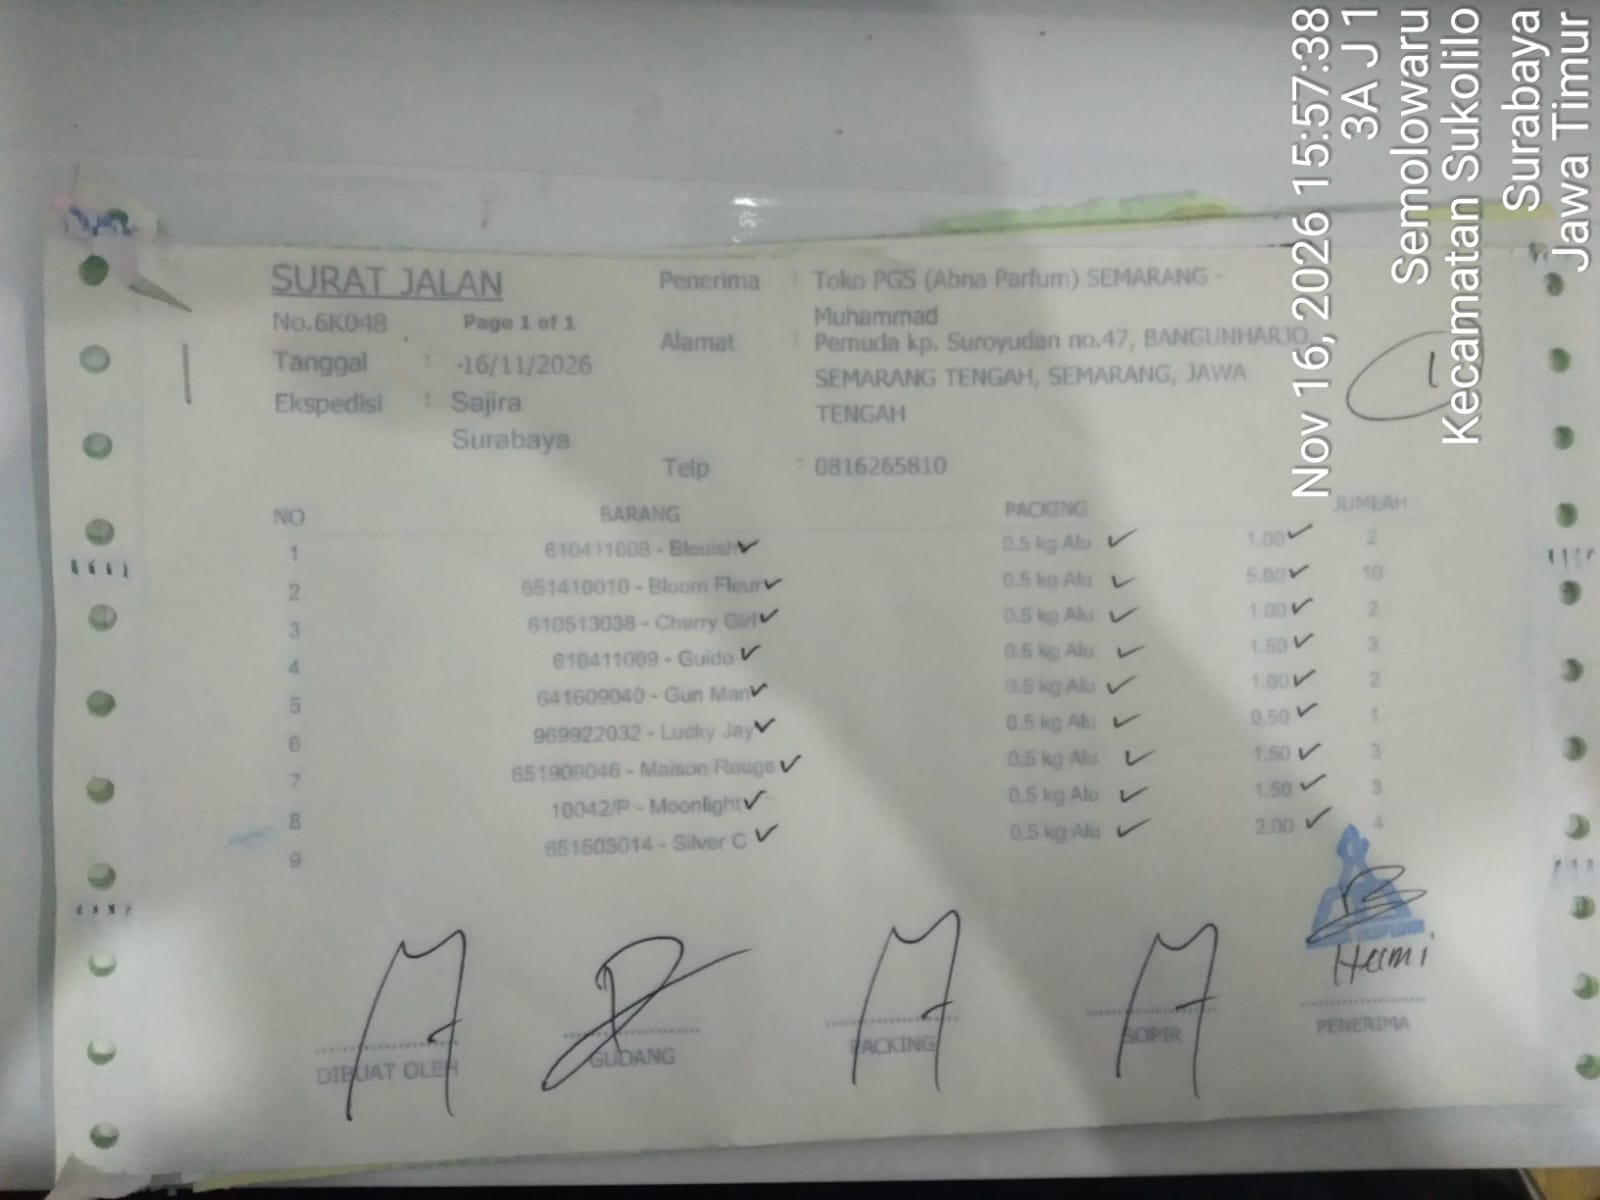 Nov 16, 2026 15:57:38
3A J 1
Semolowaru
Kecamatan Sukolilo
Surabaya
Jawa Timur
SURAT JALAN
No.6K048 Page 1 of 1
Tanggal : 16/11/2026
Ekspedisi : Sajira
Surabaya
Penerima : Toko PGS (Abna Parfum) SEMARANG -
Muhammad
Alamat : Pemuda kp. Suroyudan no.47, BANGUNHARJO,
SEMARANG TENGAH, SEMARANG, JAWA
TENGAH
Telp : 0816265810
1
NO BARANG PACKING JUMLAH
1 610411008 - Bleuish 0.5 kg Alu 1.00 2
2 651410010 - Bloom Fleur 0.5 kg Alu 5.00 10
3 610513038 - Cherry Girl 0.5 kg Alu 1.00 2
4 610411009 - Guido 0.5 kg Alu 1.50 3
5 641609040 - Gun Man 0.5 kg Alu 1.00 2
6 969922032 - Lucky Jay 0.5 kg Alu 0.50 1
7 651909046 - Maison Rouge 0.5 kg Alu 1.50 3
8 10042/P - Moonlight 0.5 kg Alu 1.50 3
9 651503014 - Silver C 0.5 kg Alu 2.00 4
Hermi
DIBUAT OLEH GUDANG PACKING SOPIR PENERIMA